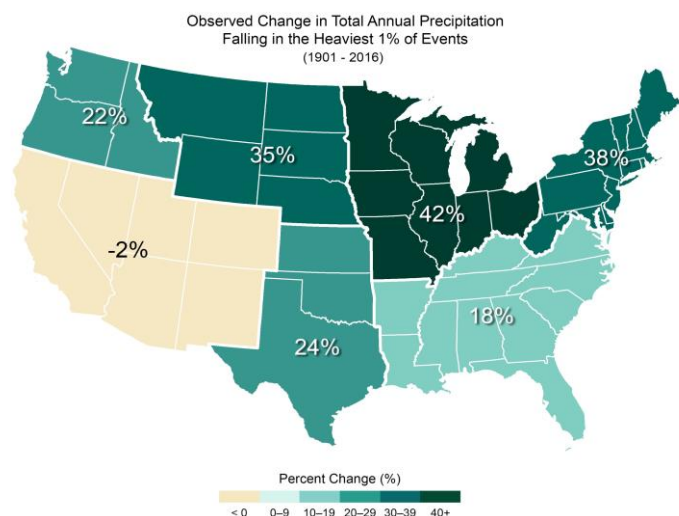 Observed Change in Total Annual Precipitation
Falling in the Heaviest 1% of Events
(1901 - 2016)
22%
35%
38%
42%
-2%
18%
24%
Percent Change (%)
< 0 0–9 10–19 20–29 30–39 40+